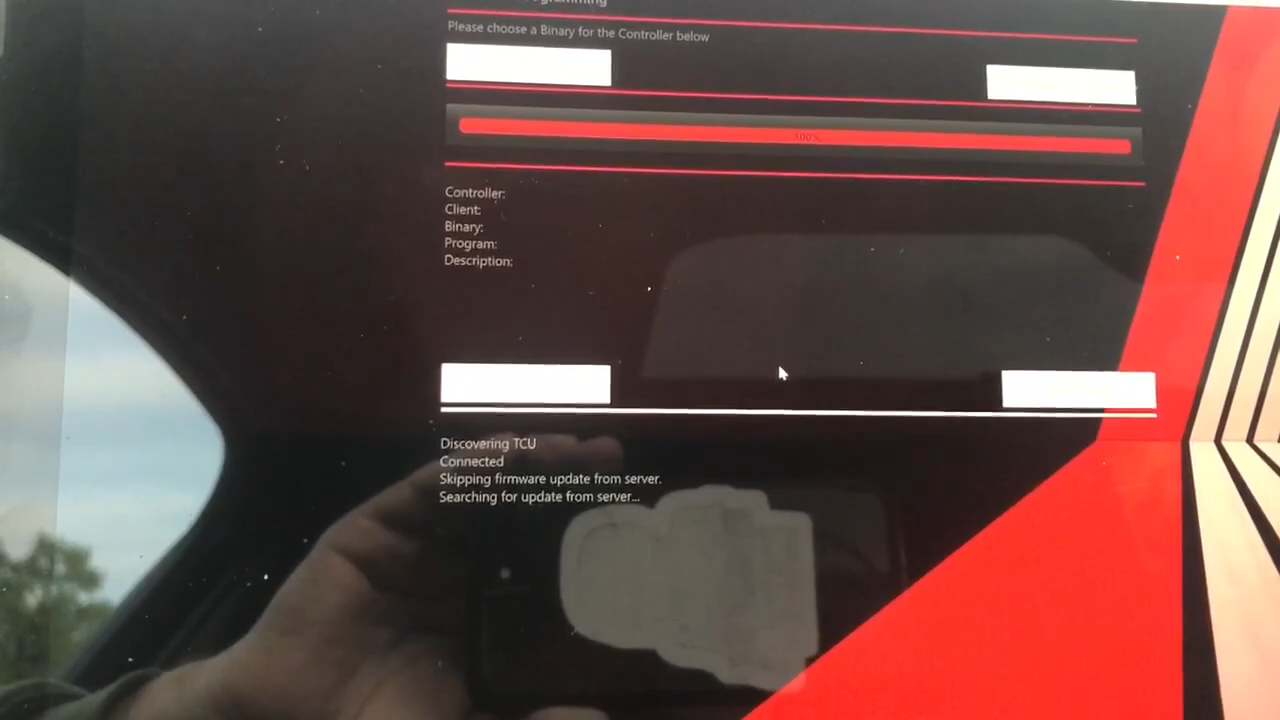 Please choose a Binary for the Controller below
100%
Controller:
Client:
Binary:
Program:
Description:
Discovering TCU
Connected
Skipping firmware update from server.
Searching for update from server...